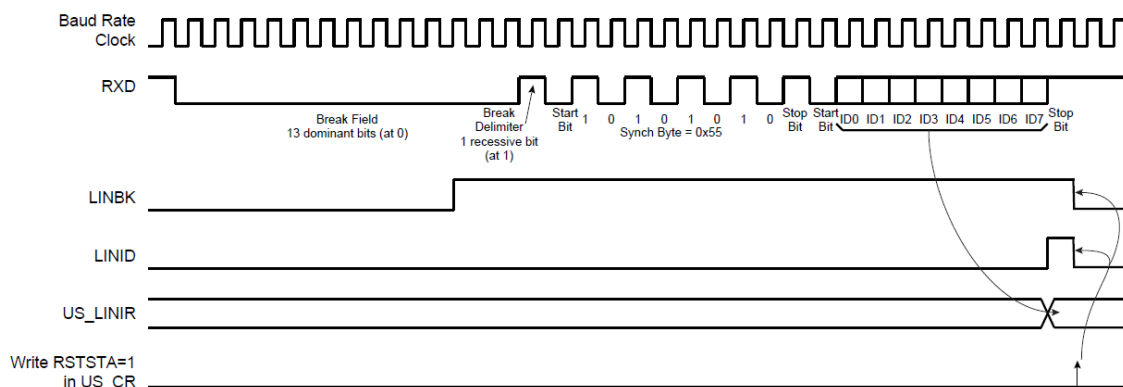 Baud Rate
Clock
RXD
Break Field
13 dominant bits (at 0)
Break
Delimiter
1 recessive bit
(at 1)
Start
Bit
1 0 1 0 1 0 1 0
Synch Byte = 0x55
Stop
Bit
Start
Bit
ID0 ID1 ID2 ID3 ID4 ID5 ID6 ID7
Stop
Bit
LINBK
LINID
US_LINIR
Write RSTSTA=1
in US_CR